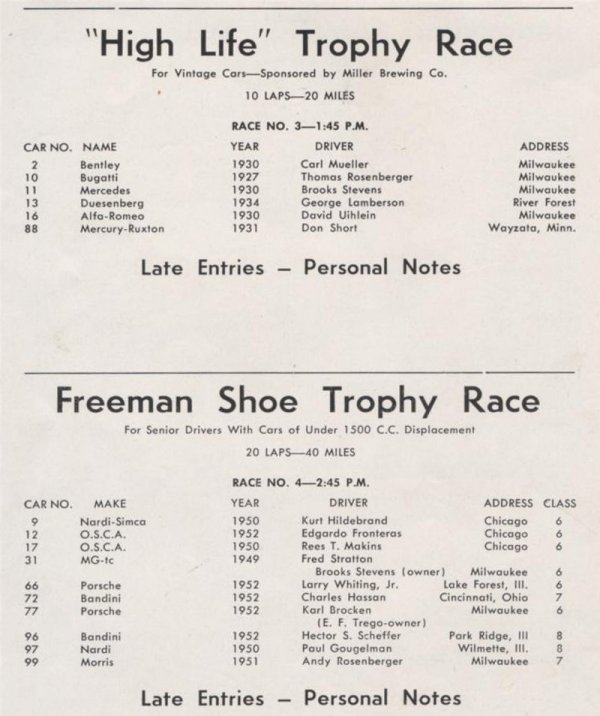 "High Life" Trophy Race
For Vintage Cars—Sponsored by Miller Brewing Co.
10 LAPS—20 MILES
RACE NO. 3—1:45 P.M.
CAR NO. NAME YEAR DRIVER ADDRESS
2 Bentley 1930 Carl Mueller Milwaukee
10 Bugatti 1927 Thomas Rosenberger Milwaukee
11 Mercedes 1930 Brooks Stevens Milwaukee
13 Duesenberg 1934 George Lamberson River Forest
16 Alfa-Romeo 1930 David Uihlein Milwaukee
88 Mercury-Ruxton 1931 Don Short Wayzata, Minn.
Late Entries — Personal Notes
Freeman Shoe Trophy Race
For Senior Drivers With Cars of Under 1500 C.C. Displacement
20 LAPS—40 MILES
RACE NO. 4—2:45 P.M.
CAR NO. MAKE YEAR DRIVER ADDRESS CLASS
9 Nardi-Simca 1950 Kurt Hildebrand Chicago 6
12 O.S.C.A. 1952 Edgardo Fronteras Chicago 6
17 O.S.C.A. 1950 Rees T. Makins Chicago 6
31 MG-tc 1949 Fred Stratton
Brooks Stevens (owner) Milwaukee 6
66 Porsche 1952 Larry Whiting, Jr. Lake Forest, Ill. 6
72 Bandini 1952 Charles Hassan Cincinnati, Ohio 7
77 Porsche 1952 Karl Brocken Milwaukee 6
(E. F. Trego-owner)
96 Bandini 1952 Hector S. Scheffer Park Ridge, Ill 8
97 Nardi 1950 Paul Gougelman Wilmette, Ill. 8
99 Morris 1951 Andy Rosenberger Milwaukee 7
Late Entries — Personal Notes